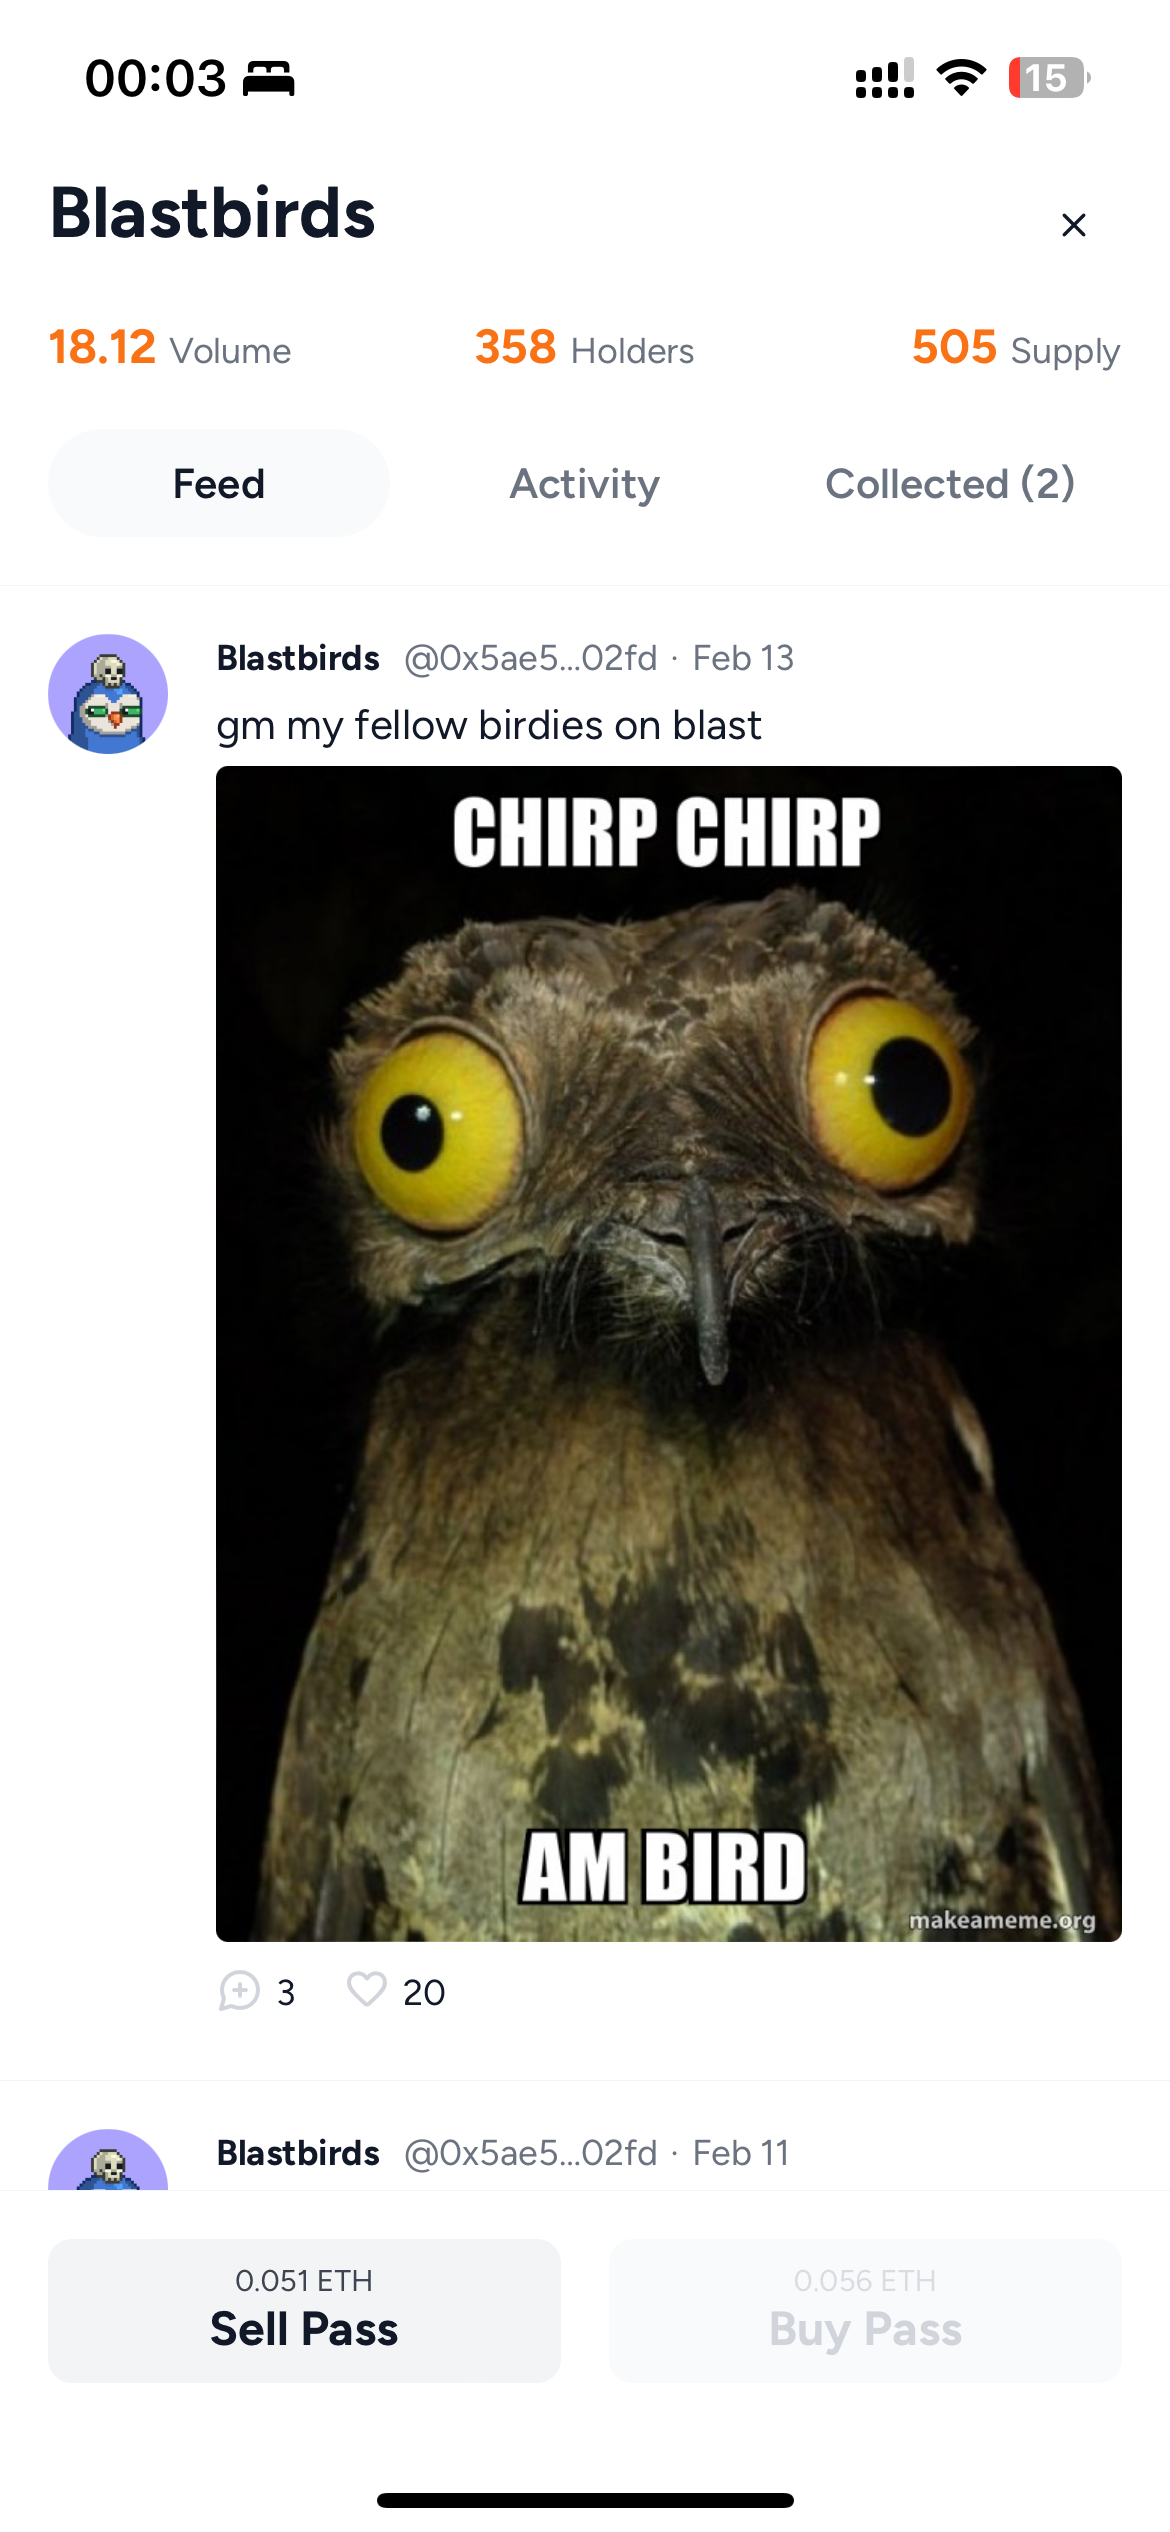 00:03
15
Blastbirds
18.12 Volume
358 Holders
505 Supply
Feed
Activity
Collected (2)
Blastbirds @0x5ae5...02fd · Feb 13
gm my fellow birdies on blast
CHIRP CHIRP
AM BIRD
makeameme.org
3
20
Blastbirds @0x5ae5...02fd · Feb 11
0.051 ETH
Sell Pass
0.056 ETH
Buy Pass